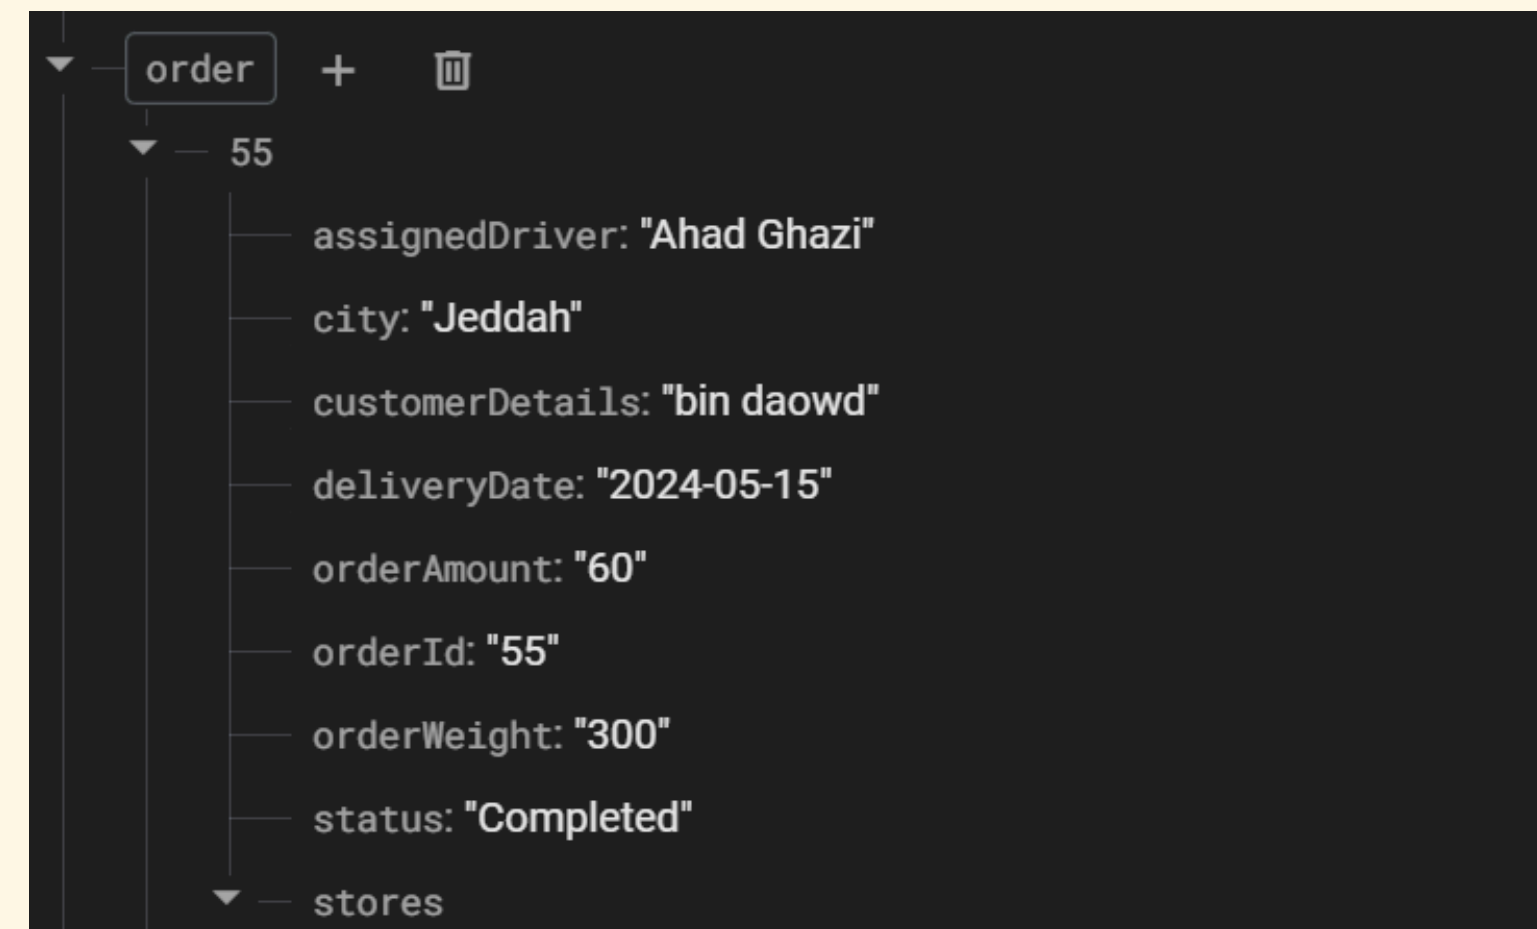 order
55
assignedDriver: "Ahad Ghazi"
city: "Jeddah"
customerDetails: "bin daowd"
deliveryDate: "2024-05-15"
orderAmount: "60"
orderId: "55"
orderWeight: "300"
status: "Completed"
stores